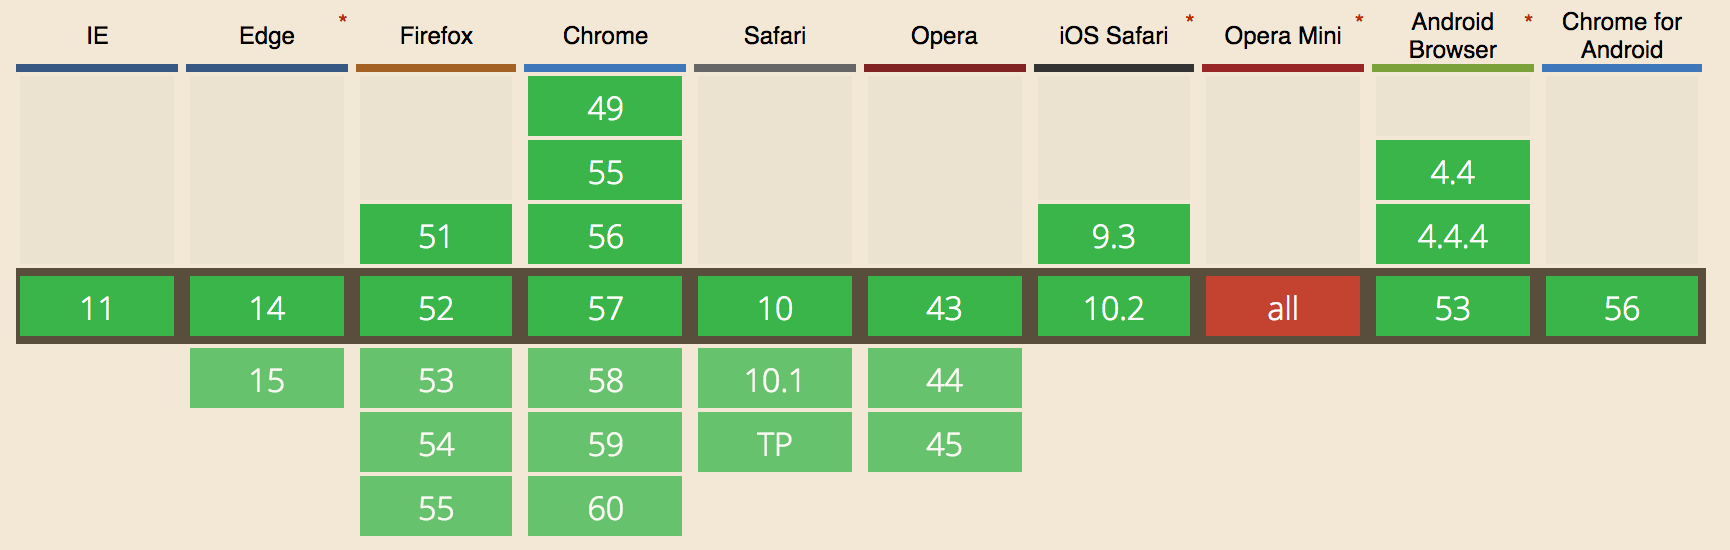 IE Edge * Firefox Chrome Safari Opera iOS Safari * Opera Mini * Android Browser * Chrome for Android
49
55 4.4
51 56 9.3 4.4.4
11 14 52 57 10 43 10.2 all 53 56
15 53 58 10.1 44
54 59 TP 45
55 60